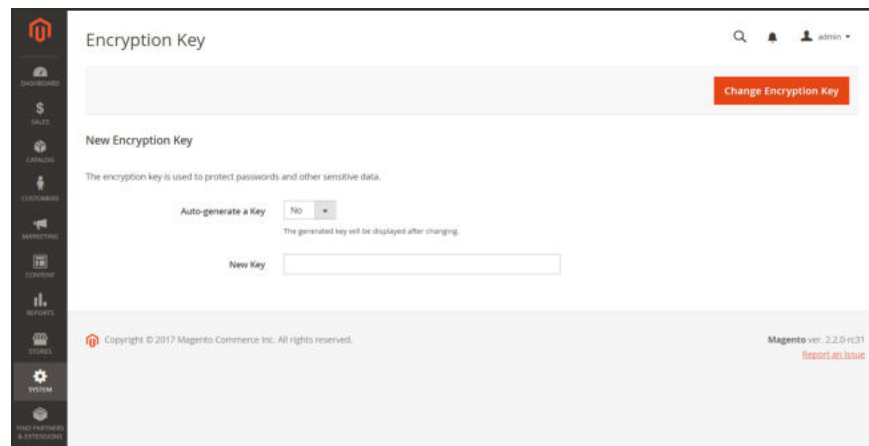 Encryption Key
admin
Change Encryption Key
New Encryption Key
The encryption key is used to protect passwords and other sensitive data.
Auto-generate a Key
No
The generated key will be displayed after changing.
New Key
DASHBOARD
SALES
CATALOG
CUSTOMERS
MARKETING
CONTENT
REPORTS
STORES
SYSTEM
FIND PARTNERS
& EXTENSIONS
Copyright © 2017 Magento Commerce Inc. All rights reserved.
Magento ver. 2.2.0-rc31
Report an Issue